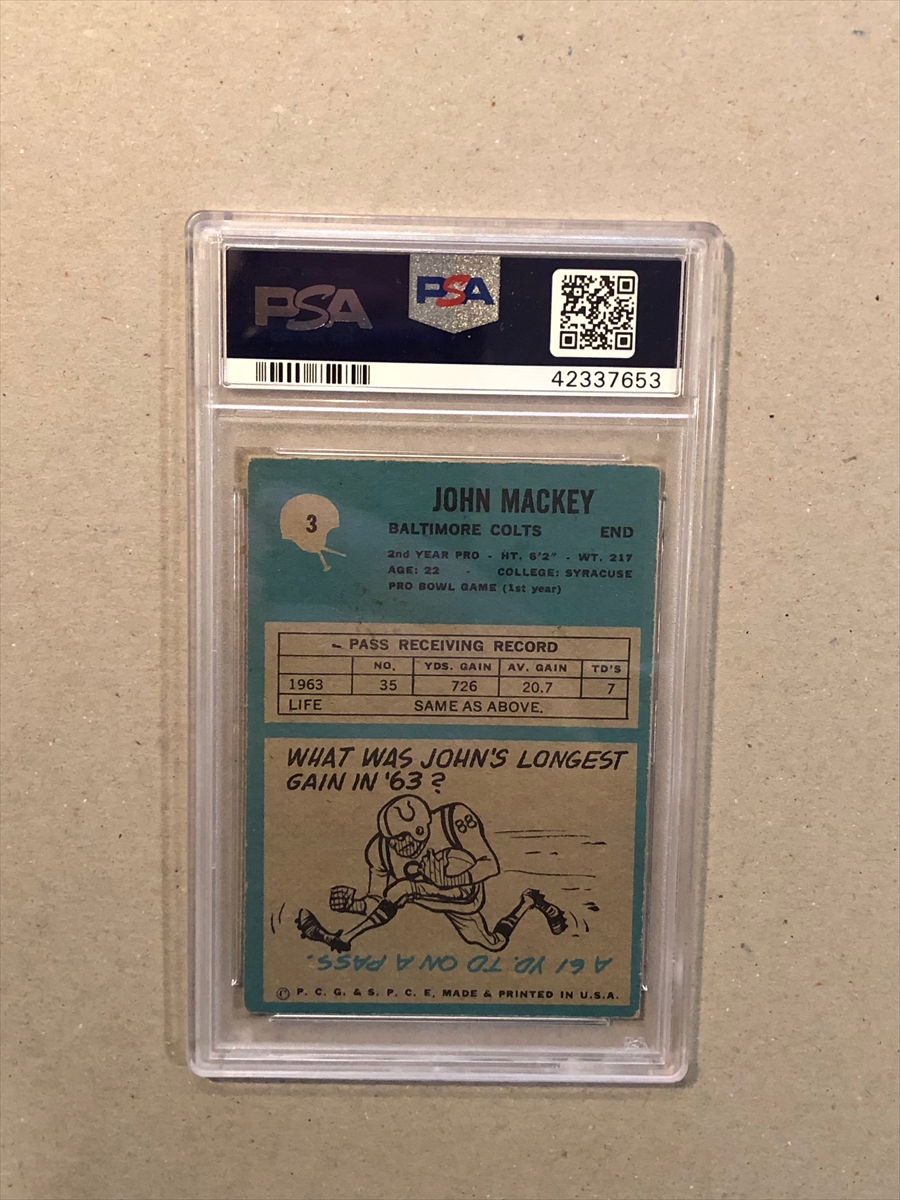 PSA
PSA
42337653
3
JOHN MACKEY
BALTIMORE COLTS END
2nd YEAR PRO - HT. 6'2" - WT. 217
AGE: 22 - COLLEGE: SYRACUSE
PRO BOWL GAME (1st year)
PASS RECEIVING RECORD
NO. YDS. GAIN AV. GAIN TD'S
1963 35 726 20.7 7
LIFE SAME AS ABOVE.
WHAT WAS JOHN'S LONGEST
GAIN IN '63?
88
A 61 YD. TD ON A PASS.
© P. C. G. & S. P. C. E. MADE & PRINTED IN U.S.A.